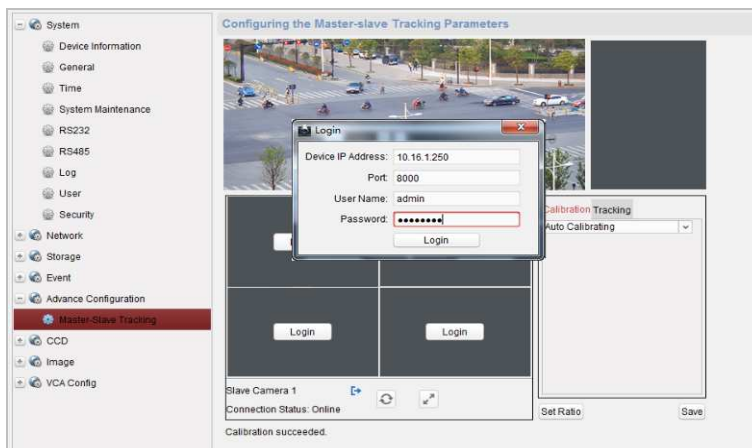 System
Device Information
General
Time
System Maintenance
RS232
RS485
Log
User
Security
Network
Storage
Event
Advance Configuration
Master-Slave Tracking
CCD
Image
VCA Config
Configuring the Master-slave Tracking Parameters
Login
Device IP Address: 10.16.1.250
Port: 8000
User Name: admin
Password: ●●●●●●●●
Login
Calibration Tracking
Auto Calibrating
Login
Login
Slave Camera 1
Connection Status: Online
Set Ratio
Save
Calibration succeeded.